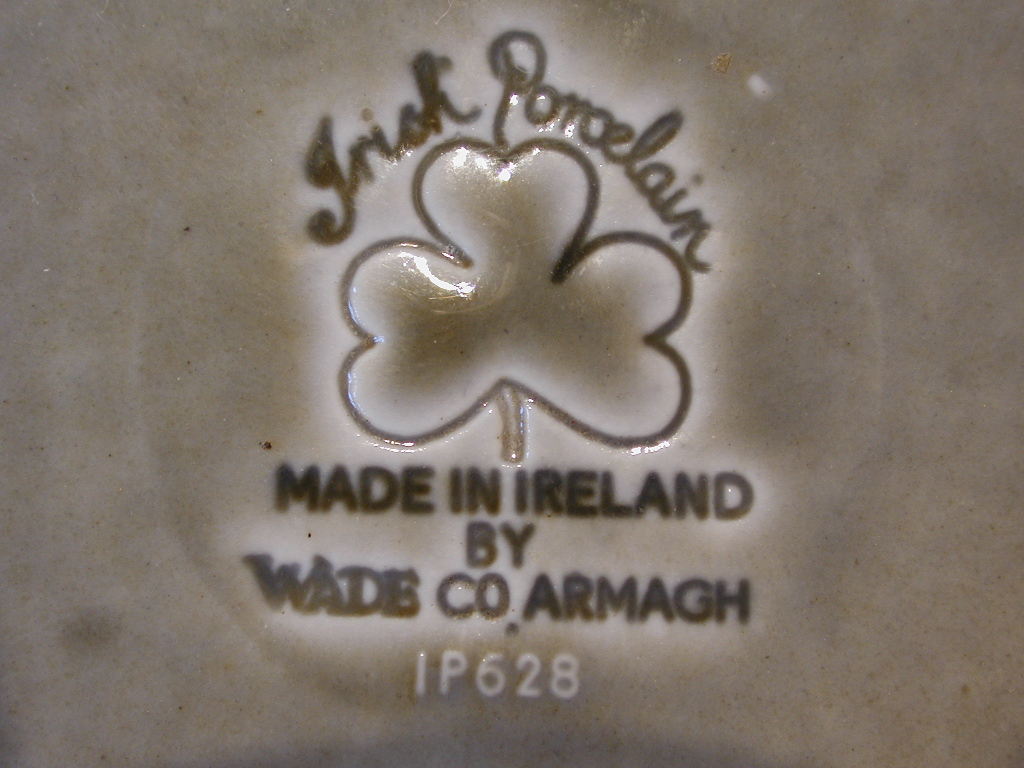 Irish Porcelain
MADE IN IRELAND
BY
WADE CO. ARMAGH
IP628